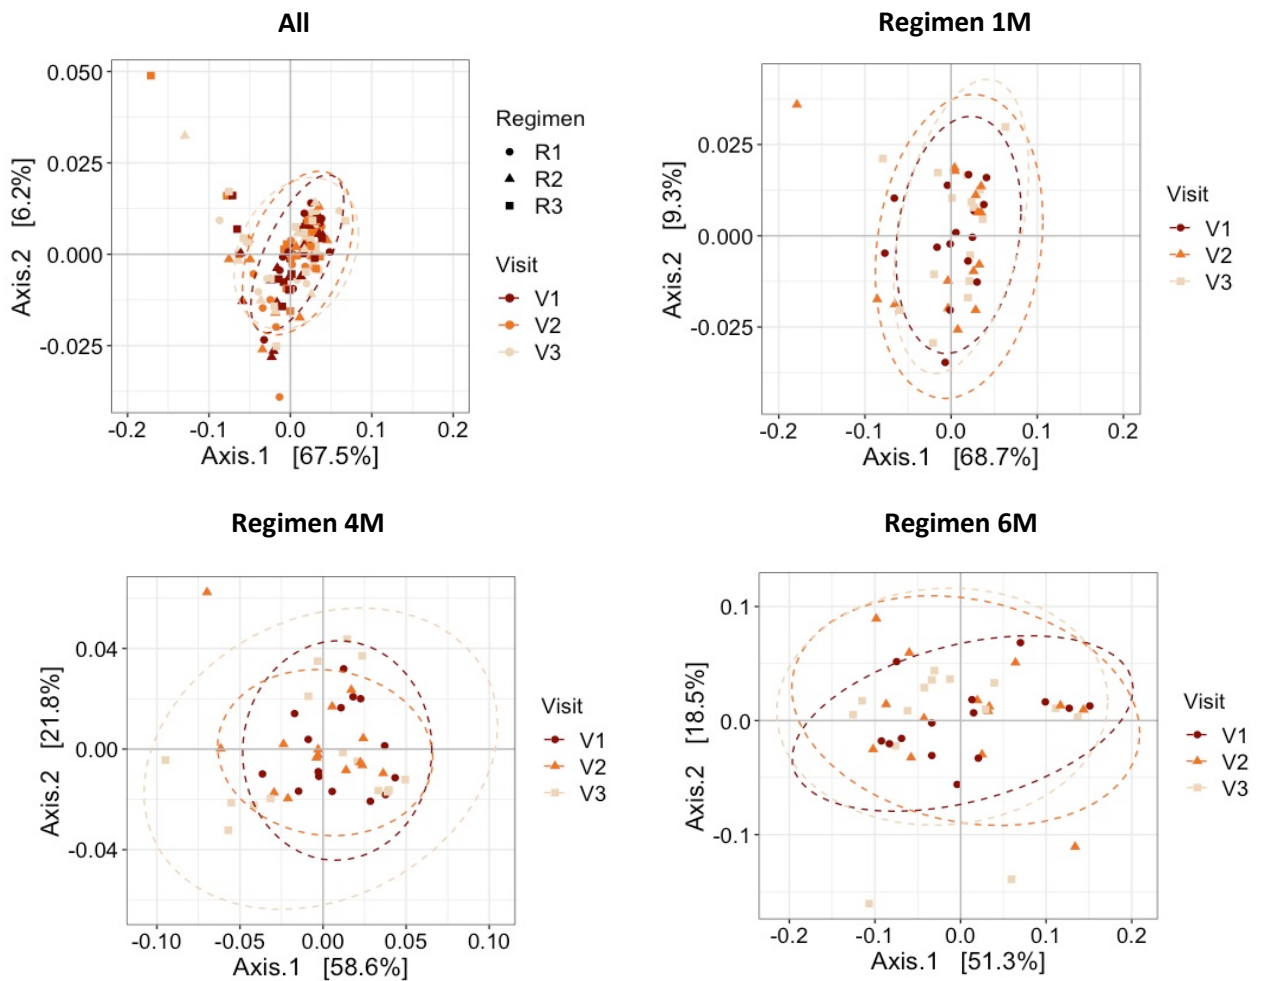 All
0.050
0.025
0.000
-0.025
Axis.2 [6.2%]
-0.2 -0.1 0.0 0.1 0.2
Axis.1 [67.5%]
Regimen
R1
R2
R3
Visit
V1
V2
V3
Regimen 1M
0.025
0.000
-0.025
Axis.2 [9.3%]
-0.2 -0.1 0.0 0.1 0.2
Axis.1 [68.7%]
Visit
V1
V2
V3
Regimen 4M
0.04
0.00
-0.04
Axis.2 [21.8%]
-0.10 -0.05 0.00 0.05 0.10
Axis.1 [58.6%]
Visit
V1
V2
V3
Regimen 6M
0.1
0.0
-0.1
Axis.2 [18.5%]
-0.2 -0.1 0.0 0.1 0.2
Axis.1 [51.3%]
Visit
V1
V2
V3